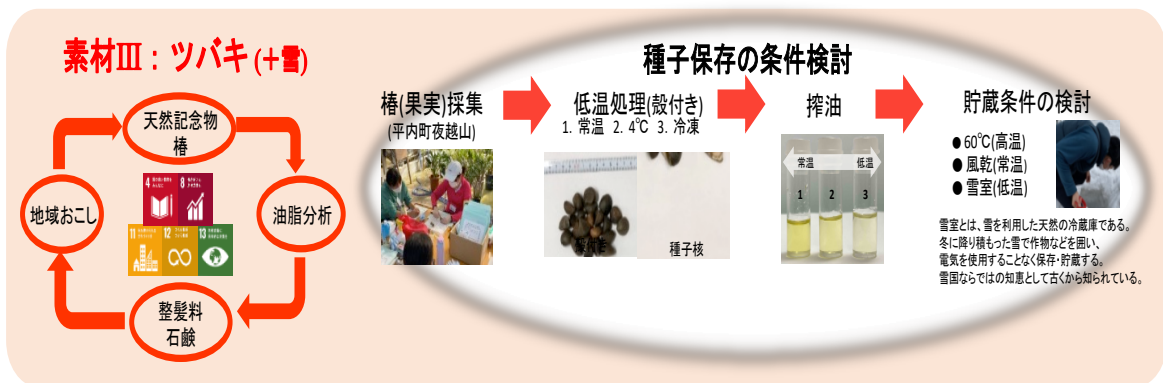 素材Ⅲ：ツバキ(＋雪)
天然記念物
椿
油脂分析
整髪料
石鹸
地域おこし
4
8
11
12
13
種子保存の条件検討
椿(果実)採集
(平内町夜越山)
低温処理(殻付き)
1. 常温 2. 4℃ 3. 冷凍
種子核
搾油
常温 低温
1 2 3
貯蔵条件の検討
● 60℃(高温)
● 風乾(常温)
● 雪室(低温)
雪室とは、雪を利用した天然の冷蔵庫である。
冬に降り積もった雪で作物などを囲い、
電気を使用することなく保存・貯蔵する。
雪国ならではの知恵として古くから知られている。